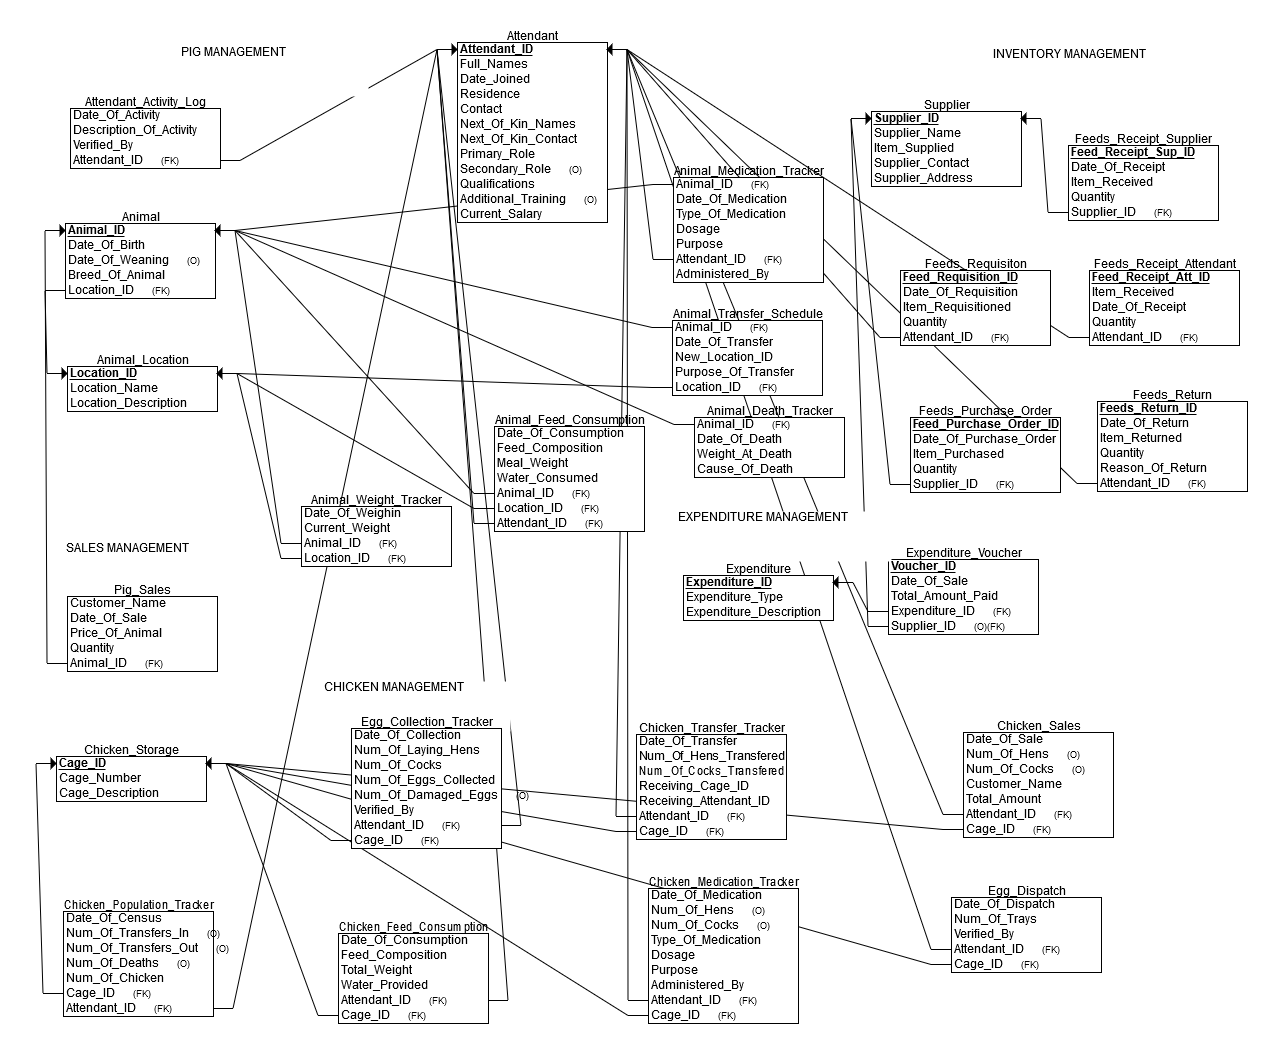 PIG MANAGEMENT
Attendant
Attendant_ID
Full_Names
Date_Joined
Residence
Contact
Next_Of_Kin_Names
Next_Of_Kin_Contact
Primary_Role
Secondary_Role (O)
Qualifications
Additional_Training (O)
Current_Salary
INVENTORY MANAGEMENT
Attendant_Activity_Log
Date_Of_Activity
Description_Of_Activity
Verified_By
Attendant_ID (FK)
Supplier
Supplier_ID
Supplier_Name
Item_Supplied
Supplier_Contact
Supplier_Address
Feeds_Receipt_Supplier
Feed_Receipt_Sup_ID
Date_Of_Receipt
Item_Received
Quantity
Supplier_ID (FK)
Animal
Animal_ID
Date_Of_Birth
Date_Of_Weaning (O)
Breed_Of_Animal
Location_ID (FK)
Animal_Medication_Tracker
Animal_ID (FK)
Date_Of_Medication
Type_Of_Medication
Dosage
Purpose
Attendant_ID (FK)
Administered_By
Feeds_Requisiton
Feed_Requisition_ID
Date_Of_Requisition
Item_Requisitioned
Quantity
Attendant_ID (FK)
Feeds_Receipt_Attendant
Feed_Receipt_Att_ID
Item_Received
Date_Of_Receipt
Quantity
Attendant_ID (FK)
Animal_Location
Location_ID
Location_Name
Location_Description
Animal_Transfer_Schedule
Animal_ID (FK)
Date_Of_Transfer
New_Location_ID
Purpose_Of_Transfer
Location_ID (FK)
Animal_Feed_Consumption
Date_Of_Consumption
Feed_Composition
Meal_Weight
Water_Consumed
Animal_ID (FK)
Location_ID (FK)
Attendant_ID (FK)
Animal_Death_Tracker
Animal_ID (FK)
Date_Of_Death
Weight_At_Death
Cause_Of_Death
Feeds_Purchase_Order
Feed_Purchase_Order_ID
Date_Of_Purchase_Order
Item_Purchased
Quantity
Supplier_ID (FK)
Feeds_Return
Feeds_Return_ID
Date_Of_Return
Item_Returned
Quantity
Reason_Of_Return
Attendant_ID (FK)
Animal_Weight_Tracker
Date_Of_Weighin
Current_Weight
Animal_ID (FK)
Location_ID (FK)
SALES MANAGEMENT
Pig_Sales
Customer_Name
Date_Of_Sale
Price_Of_Animal
Quantity
Animal_ID (FK)
EXPENDITURE MANAGEMENT
Expenditure
Expenditure_ID
Expenditure_Type
Expenditure_Description
Expenditure_Voucher
Voucher_ID
Date_Of_Sale
Total_Amount_Paid
Expenditure_ID (FK)
Supplier_ID (O)(FK)
CHICKEN MANAGEMENT
Chicken_Storage
Cage_ID
Cage_Number
Cage_Description
Egg_Collection_Tracker
Date_Of_Collection
Num_Of_Laying_Hens
Num_Of_Cocks
Num_Of_Eggs_Collected
Num_Of_Damaged_Eggs (O)
Verified_By
Attendant_ID (FK)
Cage_ID (FK)
Chicken_Transfer_Tracker
Date_Of_Transfer
Num_Of_Hens_Transfered
Num_Of_Cocks_Transfered
Receiving_Cage_ID
Receiving_Attendant_ID
Attendant_ID (FK)
Cage_ID (FK)
Chicken_Sales
Date_Of_Sale
Num_Of_Hens (O)
Num_Of_Cocks (O)
Customer_Name
Total_Amount
Attendant_ID (FK)
Cage_ID (FK)
Chicken_Population_Tracker
Date_Of_Census
Num_Of_Transfers_In (O)
Num_Of_Transfers_Out (O)
Num_Of_Deaths (O)
Num_Of_Chicken
Cage_ID (FK)
Attendant_ID (FK)
Chicken_Feed_Consumption
Date_Of_Consumption
Feed_Composition
Total_Weight
Water_Provided
Attendant_ID (FK)
Cage_ID (FK)
Chicken_Medication_Tracker
Date_Of_Medication
Num_Of_Hens (O)
Num_Of_Cocks (O)
Type_Of_Medication
Dosage
Purpose
Administered_By
Attendant_ID (FK)
Cage_ID (FK)
Egg_Dispatch
Date_Of_Dispatch
Num_Of_Trays
Verified_By
Attendant_ID (FK)
Cage_ID (FK)